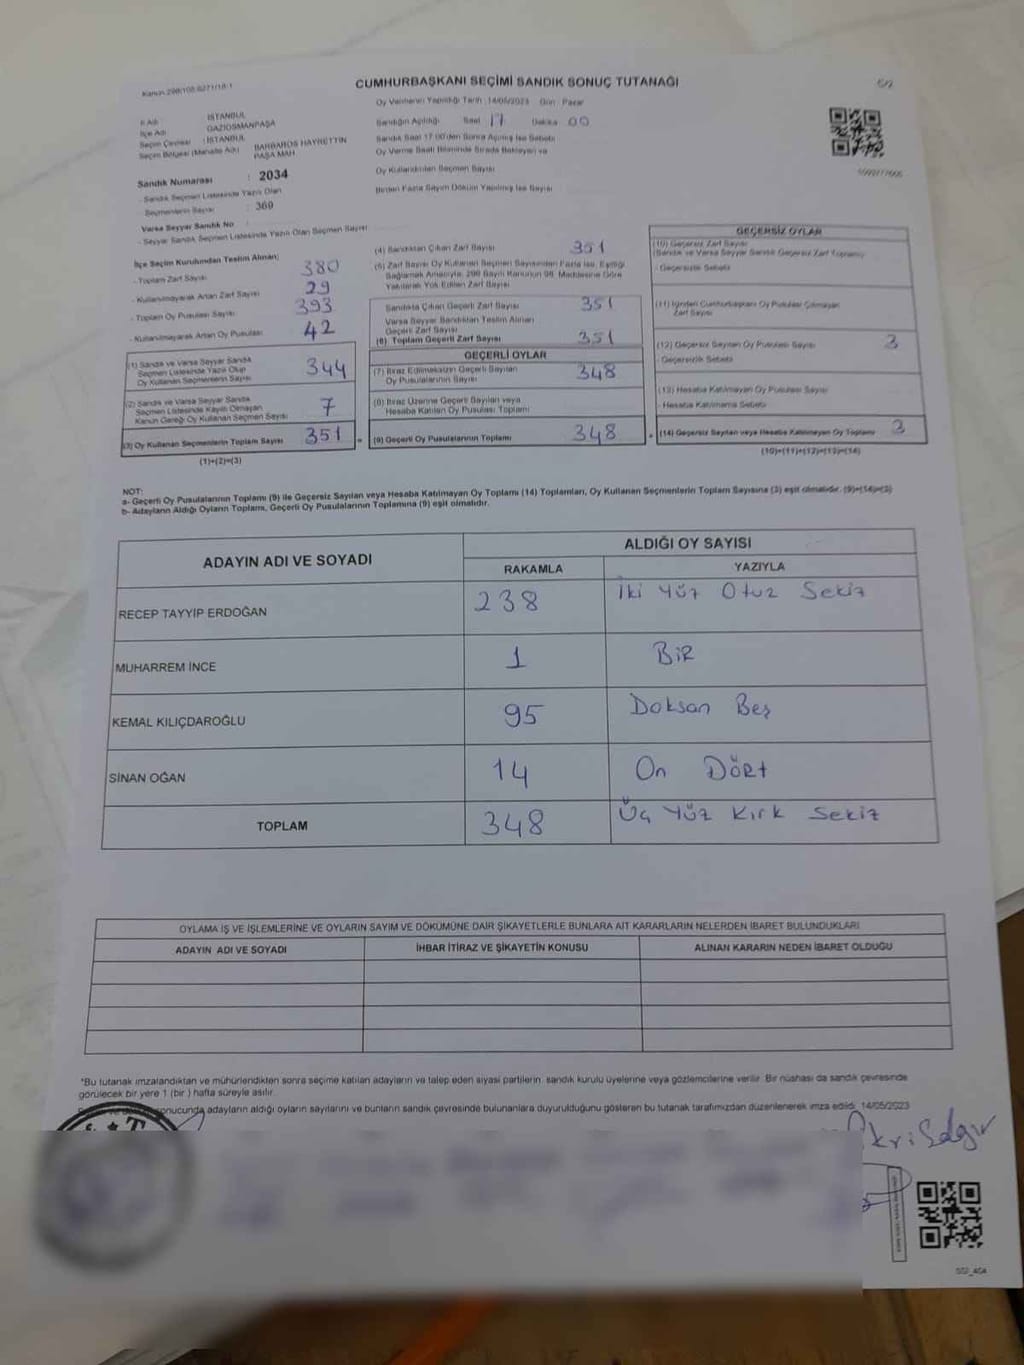 Kanun 298/105 6271/18-1
CUMHURBAŞKANI SEÇİMİ SANDIK SONUÇ TUTANAĞI
Oy Vermenin Yapıldığı Tarih :14/05/2023 Gün : Pazar
İl Adı : İSTANBUL
İlçe Adı : GAZİOSMANPAŞA
Seçim Çevresi : İSTANBUL
Seçim Bölgesi (Mahalle Adı) : BARBAROS HAYRETTİN PAŞA MAH.
Sandığın Açıldığı Saat 17 Dakika 00
Sandık Saat 17.00'den Sonra Açılmış İse Sebebi
Oy Verme Saati Bitiminde Sırada Bekleyen ve
Oy Kullandırılan Seçmen Sayısı
Birden Fazla Sayım Döküm Yapılmış İse Sayısı
Sandık Numarası : 2034
- Sandık Seçmen Listesinde Yazılı Olan
Seçmenlerin Sayısı : 369
Varsa Seyyar Sandık No
- Seyyar Sandık Seçmen Listesinde Yazılı Olan Seçmen Sayısı
İlçe Seçim Kurulundan Teslim Alınan;
- Toplam Zarf Sayısı 380
- Kullanılmayarak Artan Zarf Sayısı 29
- Toplam Oy Pusulası Sayısı 393
- Kullanılmayarak Artan Oy Pusulası 42
(1) Sandık ve Varsa Seyyar Sandık
Seçmen Listesinde Yazılı Olup
Oy Kullanan Seçmenlerin Sayısı 344
(2) Sandık ve Varsa Seyyar Sandık
Seçmen Listesinde Kayıtlı Olmayan
Kanun Gereği Oy Kullanan Seçmen Sayısı 7
(3) Oy Kullanan Seçmenlerin Toplam Sayısı 351
(1)+(2)=(3)
(4) Sandıktan Çıkan Zarf Sayısı 351
(5) Zarf Sayısı Oy Kullanan Seçmen Sayısından Fazla İse, Eşitliği
Sağlamak Amacıyla, 298 Sayılı Kanunun 98. Maddesine Göre
Yakılarak Yok Edilen Zarf Sayısı
Sandıkta Çıkan Geçerli Zarf Sayısı 351
Varsa Seyyar Sandıktan Teslim Alınan
Geçerli Zarf Sayısı
(6) Toplam Geçerli Zarf Sayısı 351
GEÇERLİ OYLAR
(7) İtiraz Edilmeksizin Geçerli Sayılan
Oy Pusulalarının Sayısı 348
(8) İtiraz Üzerine Geçerli Sayılan veya
Hesaba Katılan Oy Pusulası Toplamı
(9) Geçerli Oy Pusulalarının Toplamı 348
GEÇERSİZ OYLAR
(10) Geçersiz Zarf Sayısı
(Sandık ve Varsa Seyyar Sandık Geçersiz Zarf Toplamı)
- Geçersizlik Sebebi
(11) İçinden Cumhurbaşkanı Oy Pusulası Çıkmayan
Zarf Sayısı
(12) Geçersiz Sayılan Oy Pusulası Sayısı 3
- Geçersizlik Sebebi
(13) Hesaba Katılmayan Oy Pusulası Sayısı
- Hesaba Katılmama Sebebi
(14) Geçersiz Sayılan veya Hesaba Katılmayan Oy Toplamı 3
(10)+(11)+(12)+(13)=(14)
NOT:
a- Geçerli Oy Pusulalarının Toplamı (9) ile Geçersiz Sayılan veya Hesaba Katılmayan Oy Toplamı (14) Toplamları, Oy Kullanan Seçmenlerin Toplam Sayısına (3) eşit olmalıdır. (9)+(14)=(3)
b- Adayların Aldığı Oyların Toplamı, Geçerli Oy Pusulalarının Toplamına (9) eşit olmalıdır.
ADAYIN ADI VE SOYADI ALDIĞI OY SAYISI
RAKAMLA YAZIYLA
RECEP TAYYİP ERDOĞAN 238 İki Yüz Otuz Sekiz
MUHARREM İNCE 1 BİR
KEMAL KILIÇDAROĞLU 95 Doksan Beş
SİNAN OĞAN 14 On Dört
TOPLAM 348 Üç Yüz Kırk Sekiz
OYLAMA İŞ VE İŞLEMLERİNE VE OYLARIN SAYIM VE DÖKÜMÜNE DAİR ŞİKAYETLERLE BUNLARA AİT KARARLARIN NELERDEN İBARET BULUNDUKLARI
ADAYIN ADI VE SOYADI İHBAR İTİRAZ VE ŞİKAYETİN KONUSU ALINAN KARARIN NEDEN İBARET OLDUĞU
*Bu tutanak imzalandıktan ve mühürlendikten sonra seçime katılan adayların ve talep eden siyasi partilerin sandık kurulu üyelerine veya gözlemcilerine verilir. Bir nüshası da sandık çevresinde
görülecek bir yere 1 (bir ) hafta süreyle asılır.
sonucunda adayların aldığı oyların sayılarını ve bunların sandık çevresinde bulunanlara duyurulduğunu gösteren bu tutanak tarafımızdan düzenlenerek imza edildi. 14/05/2023